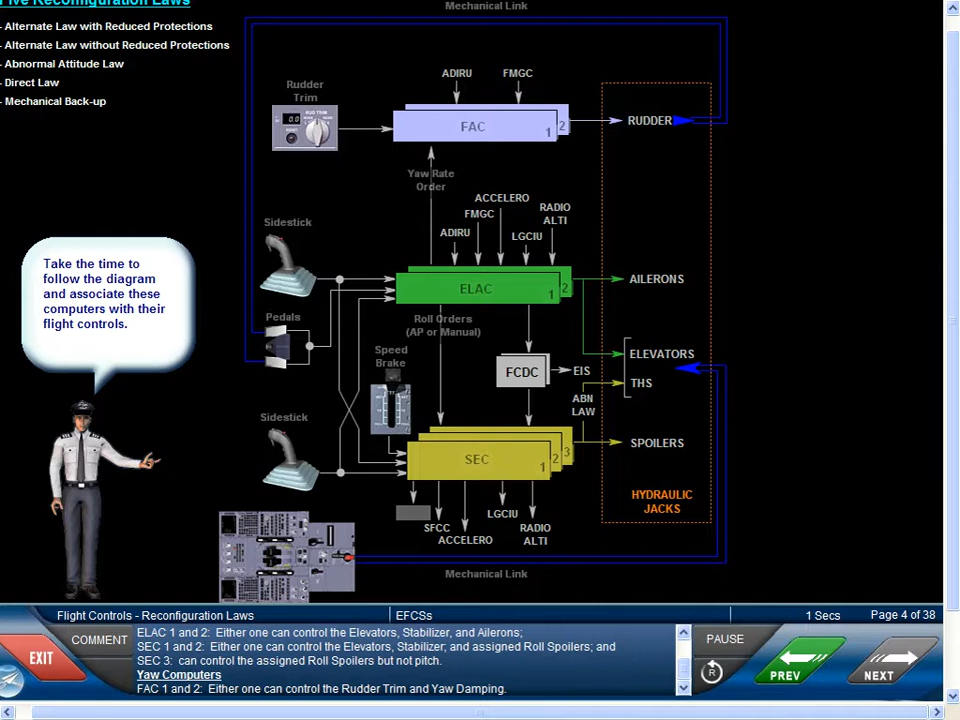 Five Reconfiguration Laws
- Alternate Law with Reduced Protections
- Alternate Law without Reduced Protections
- Abnormal Attitude Law
- Direct Law
- Mechanical Back-up
Mechanical Link
Rudder
Trim
ADIRU
FMGC
FAC
1
2
RUDDER
Yaw Rate
Order
Sidestick
ACCELERO
FMGC
RADIO
ALTI
ADIRU
LGCIU
ELAC
1
2
AILERONS
Take the time to
follow the diagram
and associate these
computers with their
flight controls.
Pedals
Roll Orders
(AP or Manual)
Speed
Brake
FCDC
EIS
ELEVATORS
THS
ABN
LAW
Sidestick
SEC
1
2
3
SPOILERS
HYDRAULIC
JACKS
SFCC
ACCELERO
LGCIU
RADIO
ALTI
Mechanical Link
Flight Controls - Reconfiguration Laws
EFCSs
1 Secs
Page 4 of 38
EXIT
COMMENT
ELAC 1 and 2: Either one can control the Elevators, Stabilizer, and Ailerons;
SEC 1 and 2: Either one can control the Elevators, Stabilizer, and assigned Roll Spoilers; and
SEC 3: can control the assigned Roll Spoilers but not pitch.
Yaw Computers
FAC 1 and 2: Either one can control the Rudder Trim and Yaw Damping.
PAUSE
R
PREV
NEXT